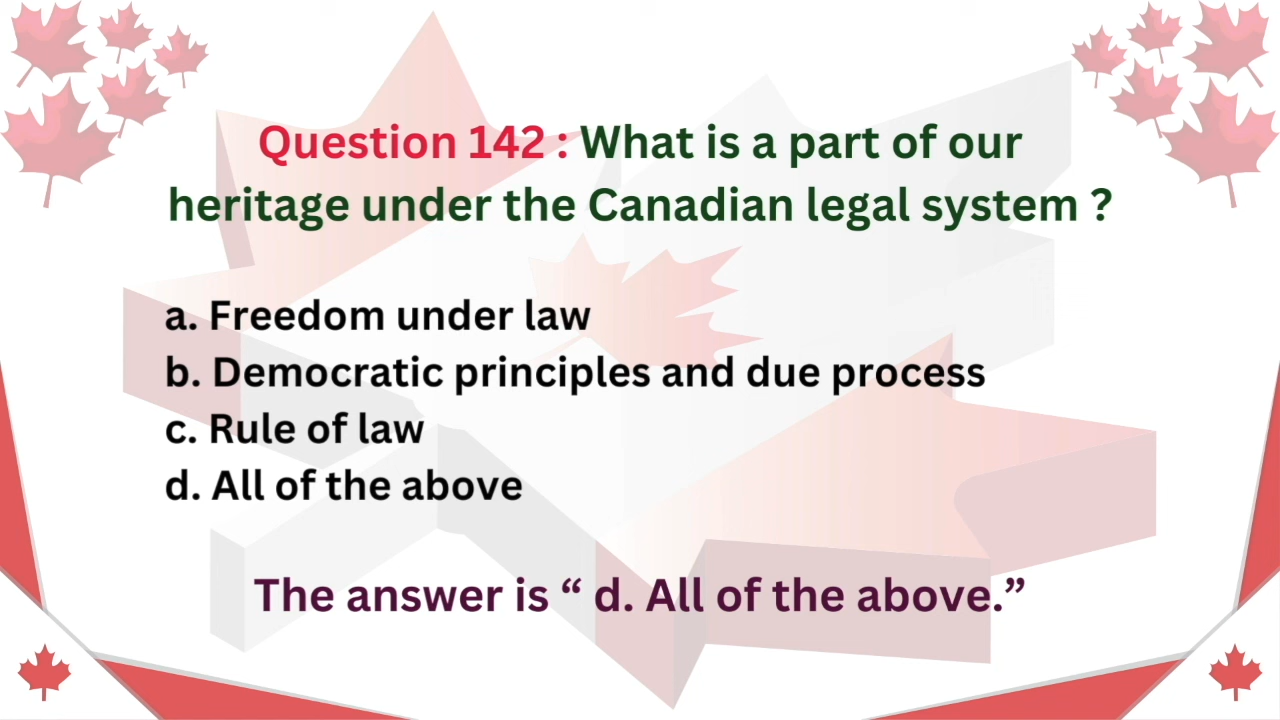 Question 142 : What is a part of our
heritage under the Canadian legal system ?
a. Freedom under law
b. Democratic principles and due process
c. Rule of law
d. All of the above
The answer is “ d. All of the above.”